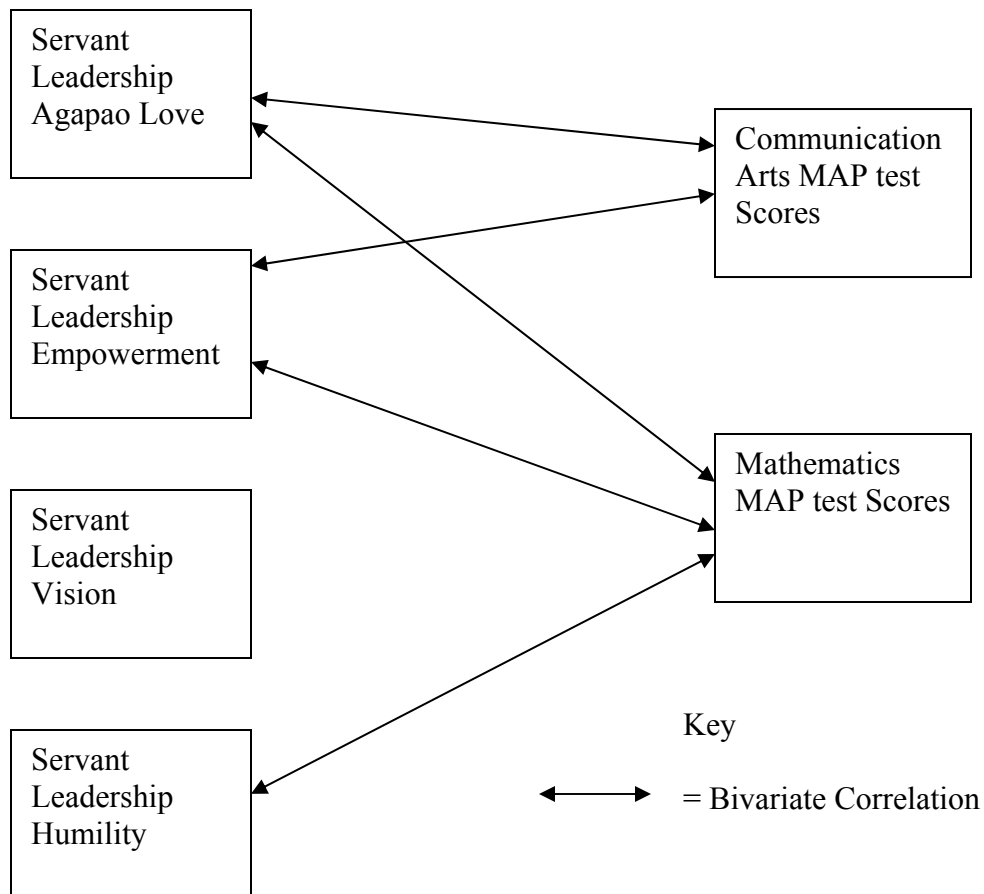 Servant
Leadership
Agapao Love
Communication
Arts MAP test
Scores
Servant
Leadership
Empowerment
Mathematics
MAP test Scores
Servant
Leadership
Vision
Servant
Leadership
Humility
Key
= Bivariate Correlation